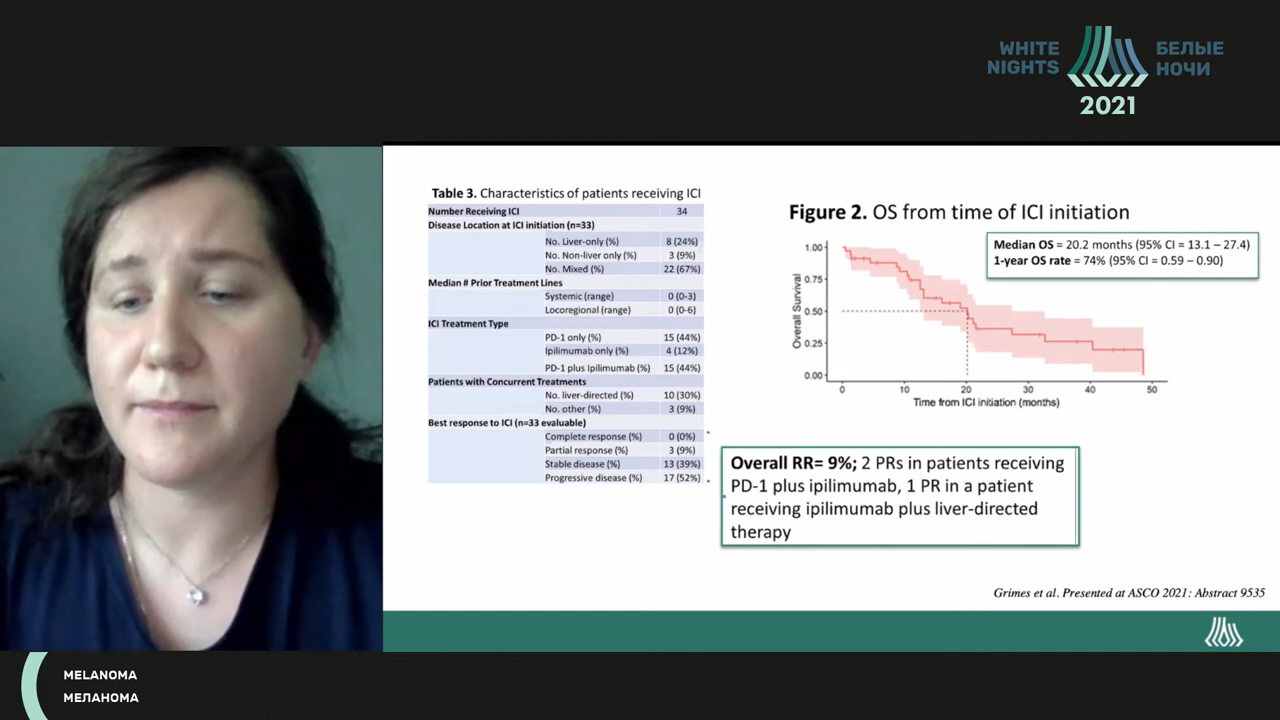 WHITE
NIGHTS
БЕЛЫЕ
НОЧИ
2021
Table 3. Characteristics of patients receiving ICI
Number Receiving ICI 34
Disease Location at ICI initiation (n=33)
No. Liver-only (%) 8 (24%)
No. Non-liver only (%) 3 (9%)
No. Mixed (%) 22 (67%)
Median # Prior Treatment Lines
Systemic (range) 0 (0-3)
Locoregional (range) 0 (0-6)
ICI Treatment Type
PD-1 only (%) 15 (44%)
Ipilimumab only (%) 4 (12%)
PD-1 plus Ipilimumab (%) 15 (44%)
Patients with Concurrent Treatments
No. liver-directed (%) 10 (30%)
No. other (%) 3 (9%)
Best response to ICI (n=33 evaluable)
Complete response (%) 0 (0%)
Partial response (%) 3 (9%)
Stable disease (%) 13 (39%)
Progressive disease (%) 17 (52%)
Figure 2. OS from time of ICI initiation
Median OS = 20.2 months (95% CI = 13.1 – 27.4)
1-year OS rate = 74% (95% CI = 0.59 – 0.90)
Overall Survival
1.00
0.75
0.50
0.25
0.00
0 10 20 30 40 50
Time from ICI initiation (months)
Overall RR= 9%; 2 PRs in patients receiving
PD-1 plus ipilimumab, 1 PR in a patient
receiving ipilimumab plus liver-directed
therapy
Grimes et al. Presented at ASCO 2021: Abstract 9535
MELANOMA
МЕЛАНОМА